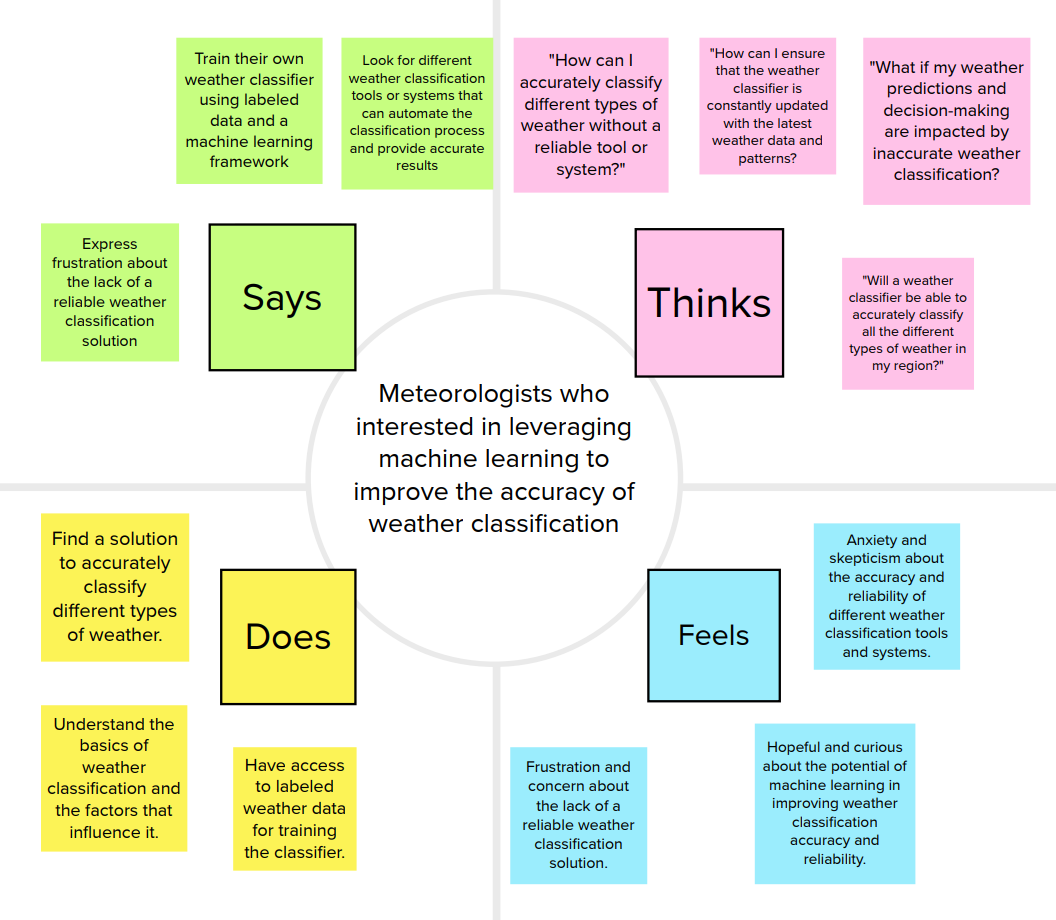 Train their own
weather classifier
using labeled
data and a
machine learning
framework
Look for different
weather classification
tools or systems that
can automate the
classification process
and provide accurate
results
Express
frustration about
the lack of a
reliable weather
classification
solution
Says
"How can I
accurately classify
different types of
weather without a
reliable tool or
system?"
"How can I ensure
that the weather
classifier is
constantly updated
with the latest
weather data and
patterns?
"What if my weather
predictions and
decision-making
are impacted by
inaccurate weather
classification?
Thinks
"Will a weather
classifier be able to
accurately classify
all the different
types of weather in
my region?"
Meteorologists who
interested in leveraging
machine learning to
improve the accuracy of
weather classification
Find a solution
to accurately
classify
different types
of weather.
Does
Understand the
basics of
weather
classification and
the factors that
influence it.
Have access
to labeled
weather data
for training
the classifier.
Feels
Anxiety and
skepticism about
the accuracy and
reliability of
different weather
classification tools
and systems.
Frustration and
concern about
the lack of a
reliable weather
classification
solution.
Hopeful and curious
about the potential of
machine learning in
improving weather
classification
accuracy and
reliability.